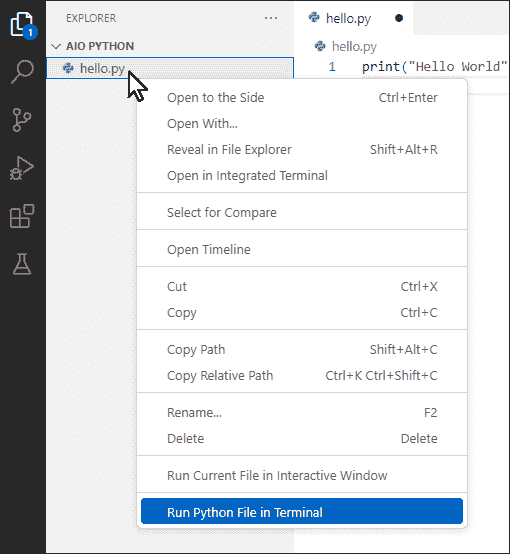 EXPLORER ...
hello.py
1
AIO PYTHON
hello.py
hello.py
1 print("Hello World"
Open to the Side Ctrl+Enter
Open With...
Reveal in File Explorer Shift+Alt+R
Open in Integrated Terminal
Select for Compare
Open Timeline
Cut Ctrl+X
Copy Ctrl+C
Copy Path Shift+Alt+C
Copy Relative Path Ctrl+K Ctrl+Shift+C
Rename... F2
Delete Delete
Run Current File in Interactive Window
Run Python File in Terminal